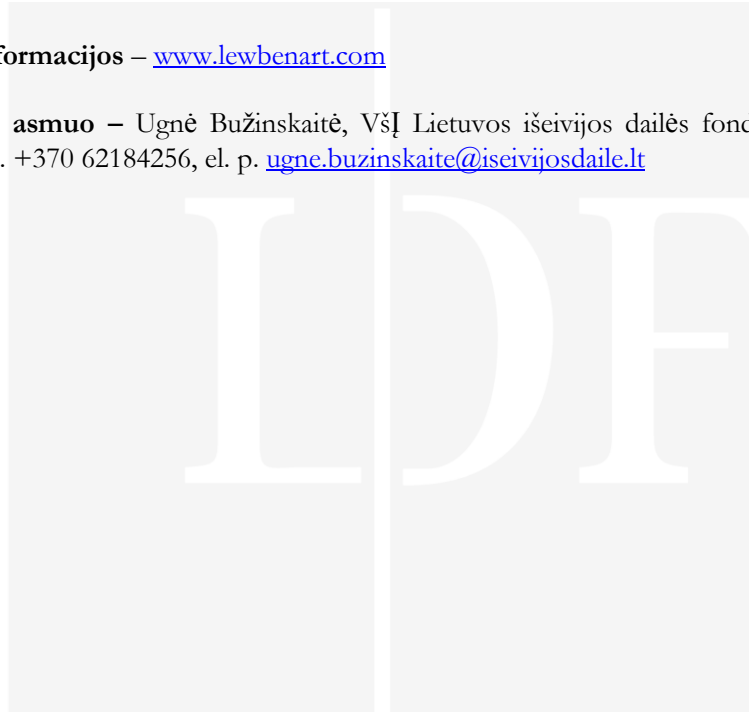 formacijos – www.lewbenart.com
asmuo – Ugnė Bužinskaitė, VšĮ Lietuvos išeivijos dailės fond
. +370 62184256, el. p. ugne.buzinskaite@iseivijosdaile.lt
LDF